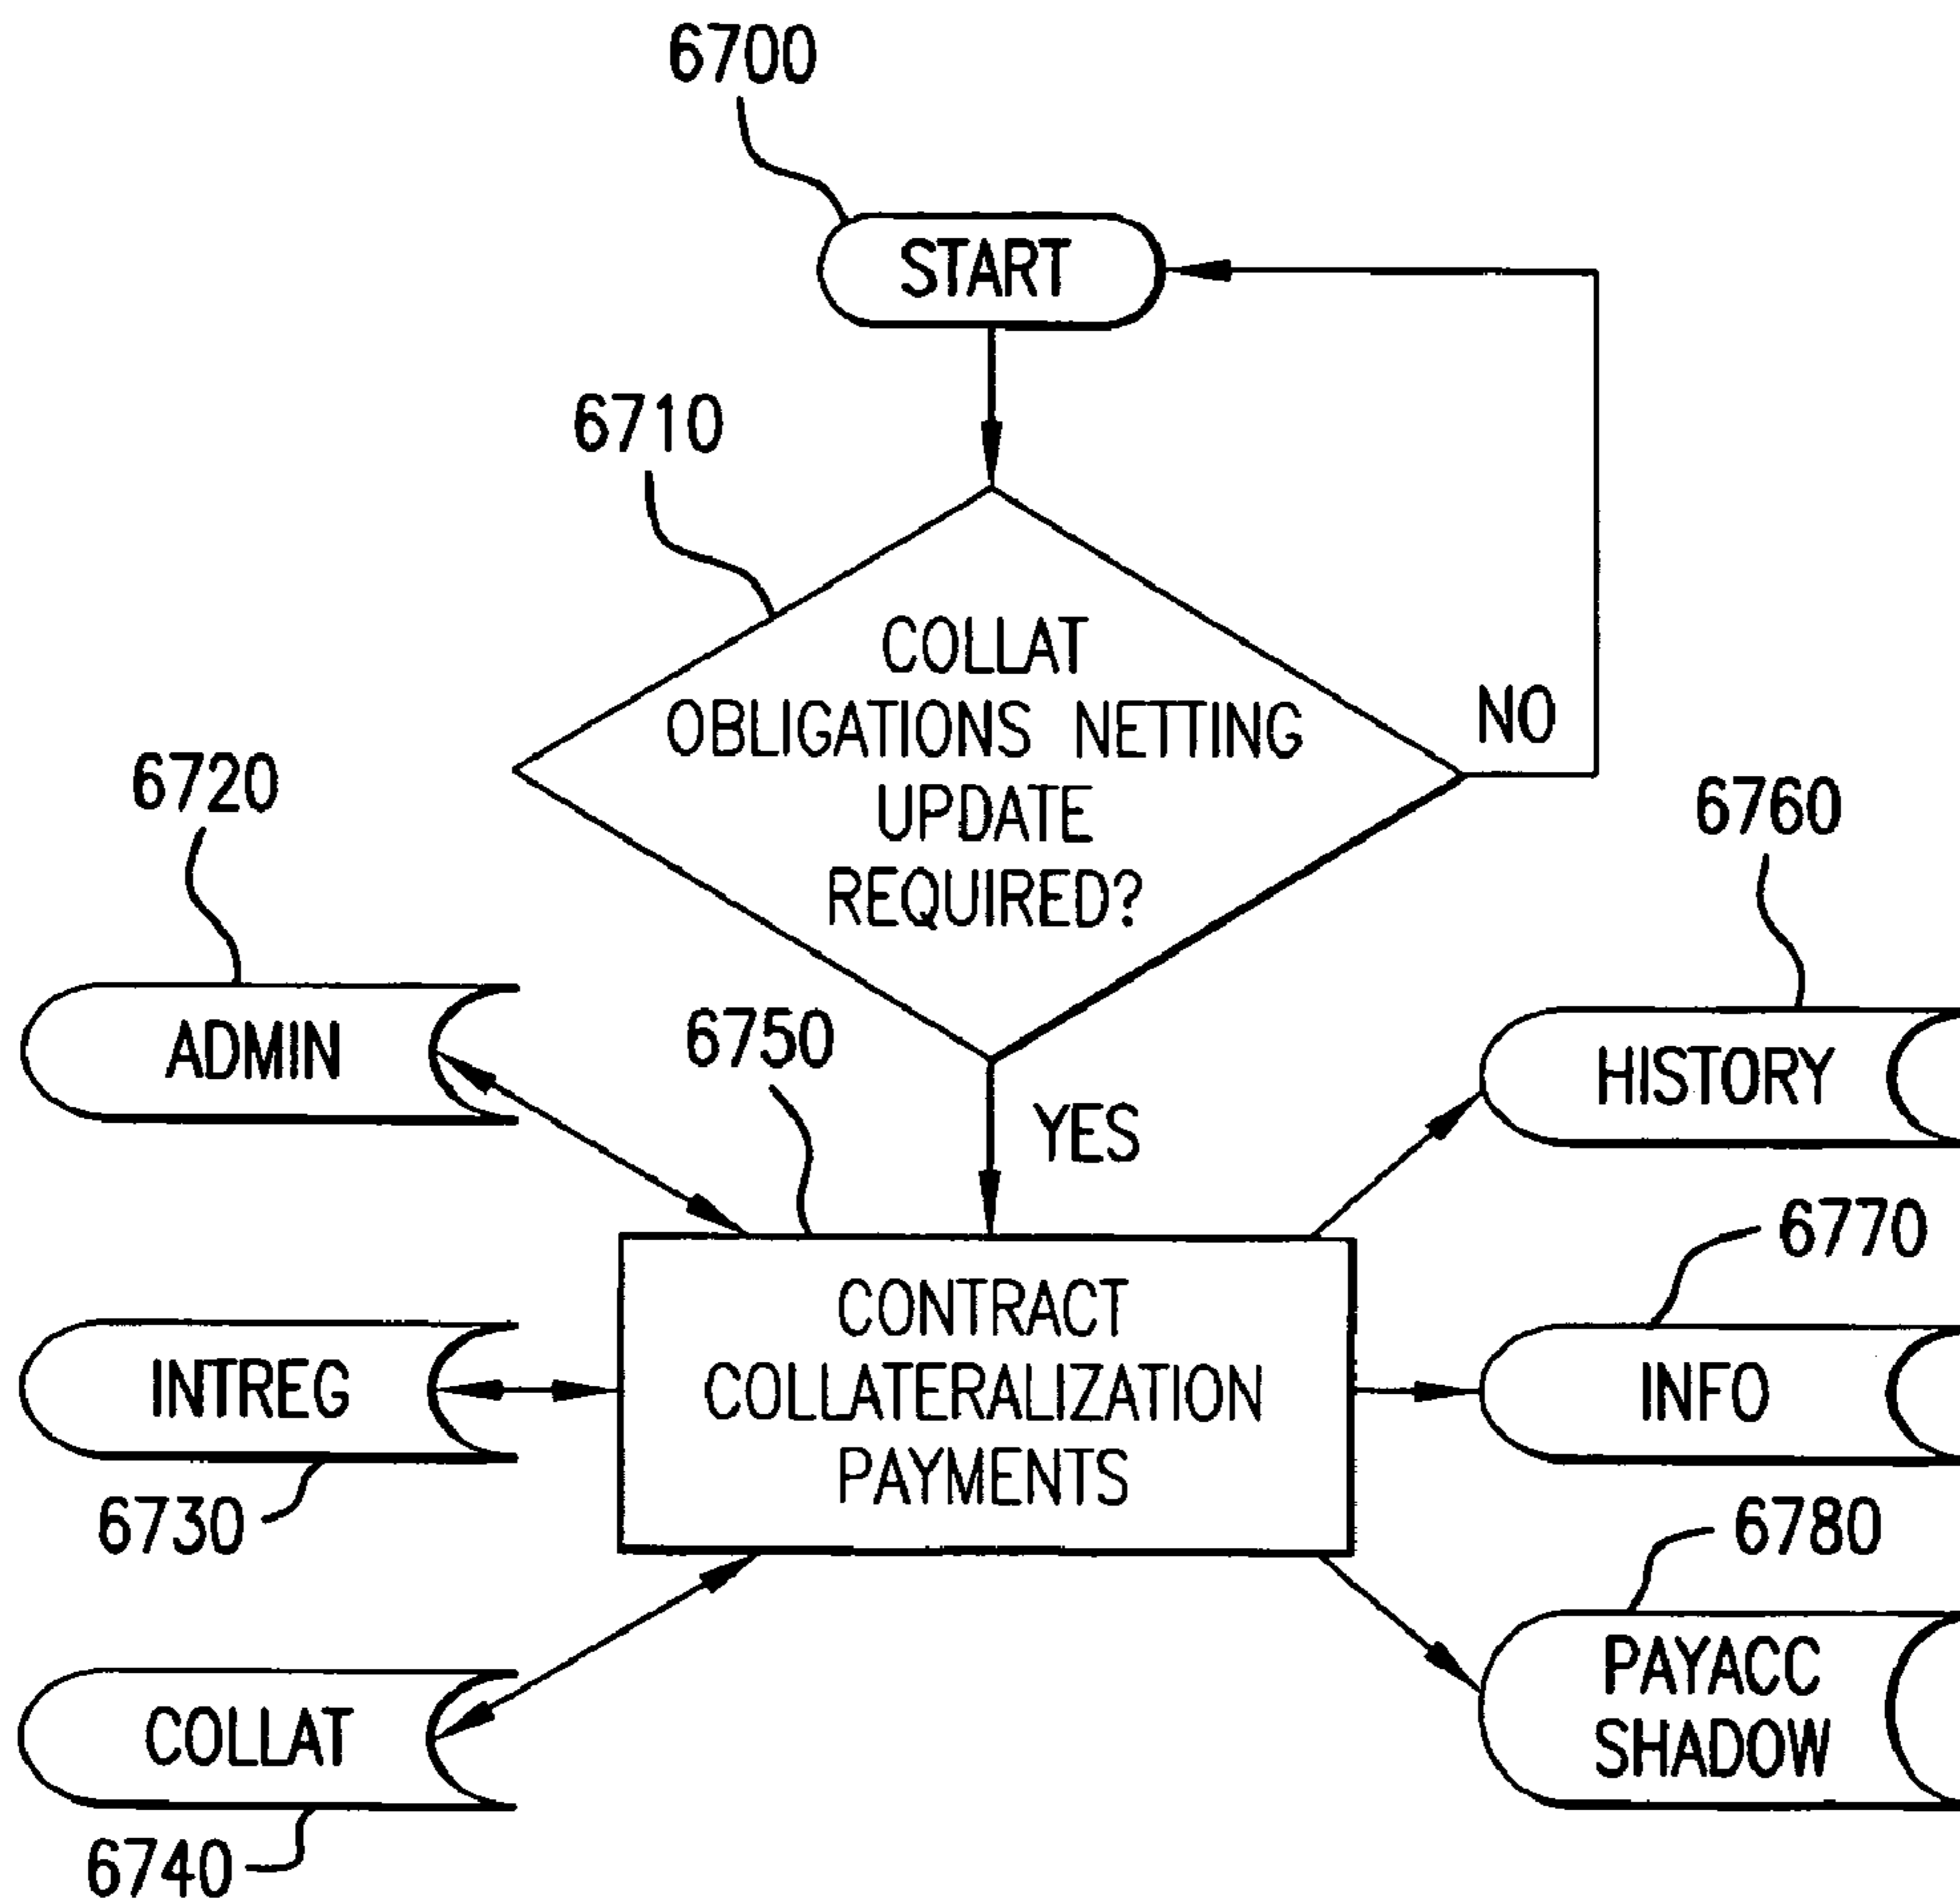 6700
START
6710
COLLAT
OBLIGATIONS NETTING
UPDATE
REQUIRED?
NO
6720
6760
ADMIN
6750
HISTORY
YES
6770
CONTRACT
COLLATERALIZATION
PAYMENTS
INTREG
INFO
6730
6780
PAYACC
SHADOW
COLLAT
6740